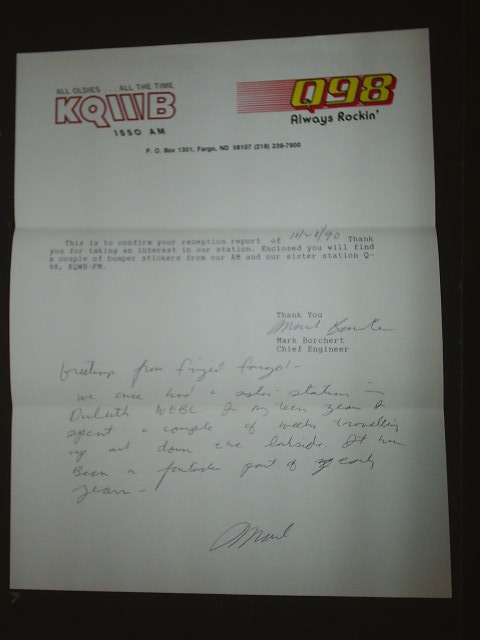 ALL OLDIES ALL THE TIME
KQWB
1550 AM
Q98
Always Rockin'
P. O. Box 1301, Fargo, ND 58107 (218) 236-7900
This is to confirm your reception report of 12/28/90 Thank
you for taking an interest in our station. Enclosed you will find
a couple of bumper stickers from our AM and our sister station Q-
98, KQWB-FM.
Thank You
Mark Borchert
Mark Borchert
Chief Engineer
Greetings from frigid Fargo! -
We once had a sister station in
Duluth WEBC In my teen years I
spent a couple of weeks travelling
up and down the lakeside. It
been a fantastic part of my early
years -
Mark